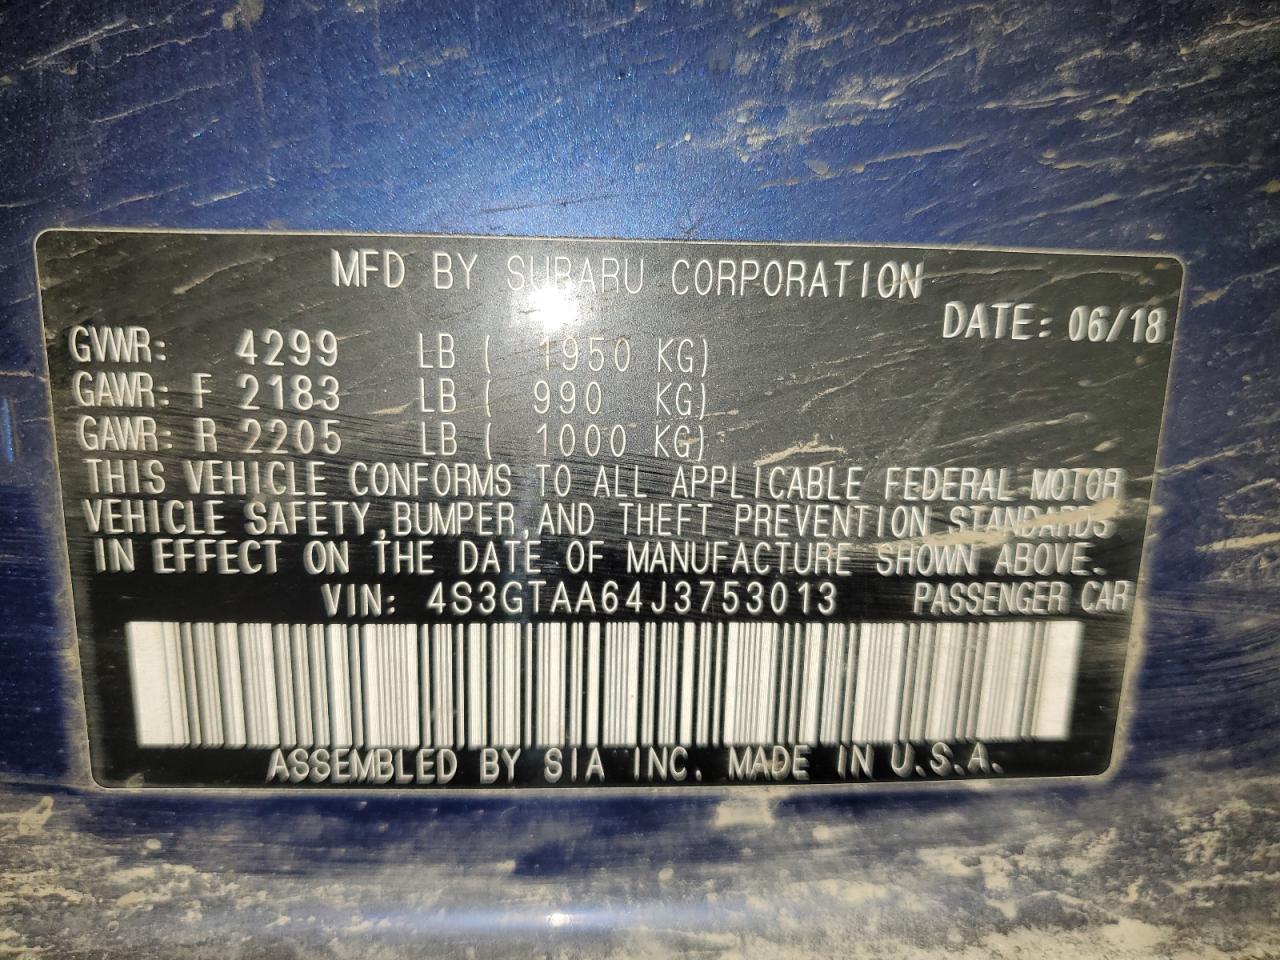 MFD BY SUBARU CORPORATION
DATE: 06/18
GVWR: 4299 LB ( 1950 KG)
GAWR: F 2183 LB ( 990 KG)
GAWR: R 2205 LB ( 1000 KG)
THIS VEHICLE CONFORMS TO ALL APPLICABLE FEDERAL MOTOR
VEHICLE SAFETY,BUMPER,AND THEFT PREVENTION STANDARDS
IN EFFECT ON THE DATE OF MANUFACTURE SHOWN ABOVE.
VIN: 4S3GTAA64J3753013 PASSENGER CAR
ASSEMBLED BY SIA INC. MADE IN U.S.A.